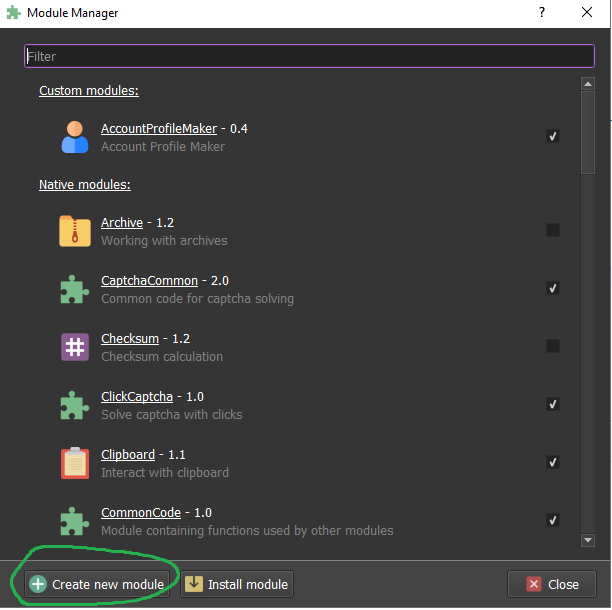 Module Manager
?
Filter
Custom modules:
AccountProfileMaker - 0.4
Account Profile Maker
Native modules:
Archive - 1.2
Working with archives
CaptchaCommon - 2.0
Common code for captcha solving
Checksum - 1.2
Checksum calculation
ClickCaptcha - 1.0
Solve captcha with clicks
Clipboard - 1.1
Interact with clipboard
CommonCode - 1.0
Module containing functions used by other modules
Create new module
Install module
Close